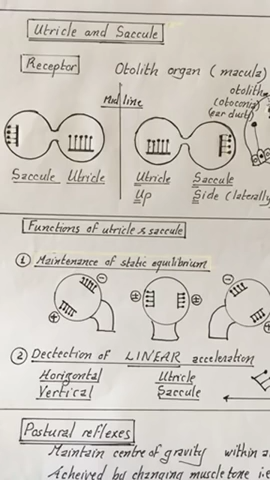 Utricle and Saccule
Receptor Otolith organ (macula)
otolith
(otoconia
(ear dust)
Mid line
Saccule Utricle Utricle Saccule
Up Side (laterally
Functions of utricle & saccule
① Maintenance of static equilibrium
② Dectection of LINEAR acceleration
Horizontal Utricle
Vertical Saccule
Postural reflexes
Maintain centre of gravity within a
Acheived by changing muscle tone i.e